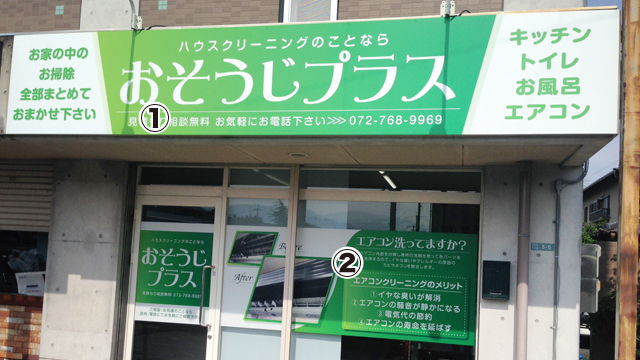 お家の中の
お掃除
全部まとめて
おまかせ下さい
ハウスクリーニングのことなら
おそうじプラス
①
見 相談無料 お気軽にお電話下さい>>> 072-768-9969
キッチン
トイレ
お風呂
エアコン
ハウスクリーニングのことなら
おそうじ
プラス
Before
After
②
エアコン洗ってますか?
エアコンクリーニングのメリット
①イヤな臭いが解消
②エアコンの騒音が静かになる
③電気代の節約
④エアコンの寿命を延ばす